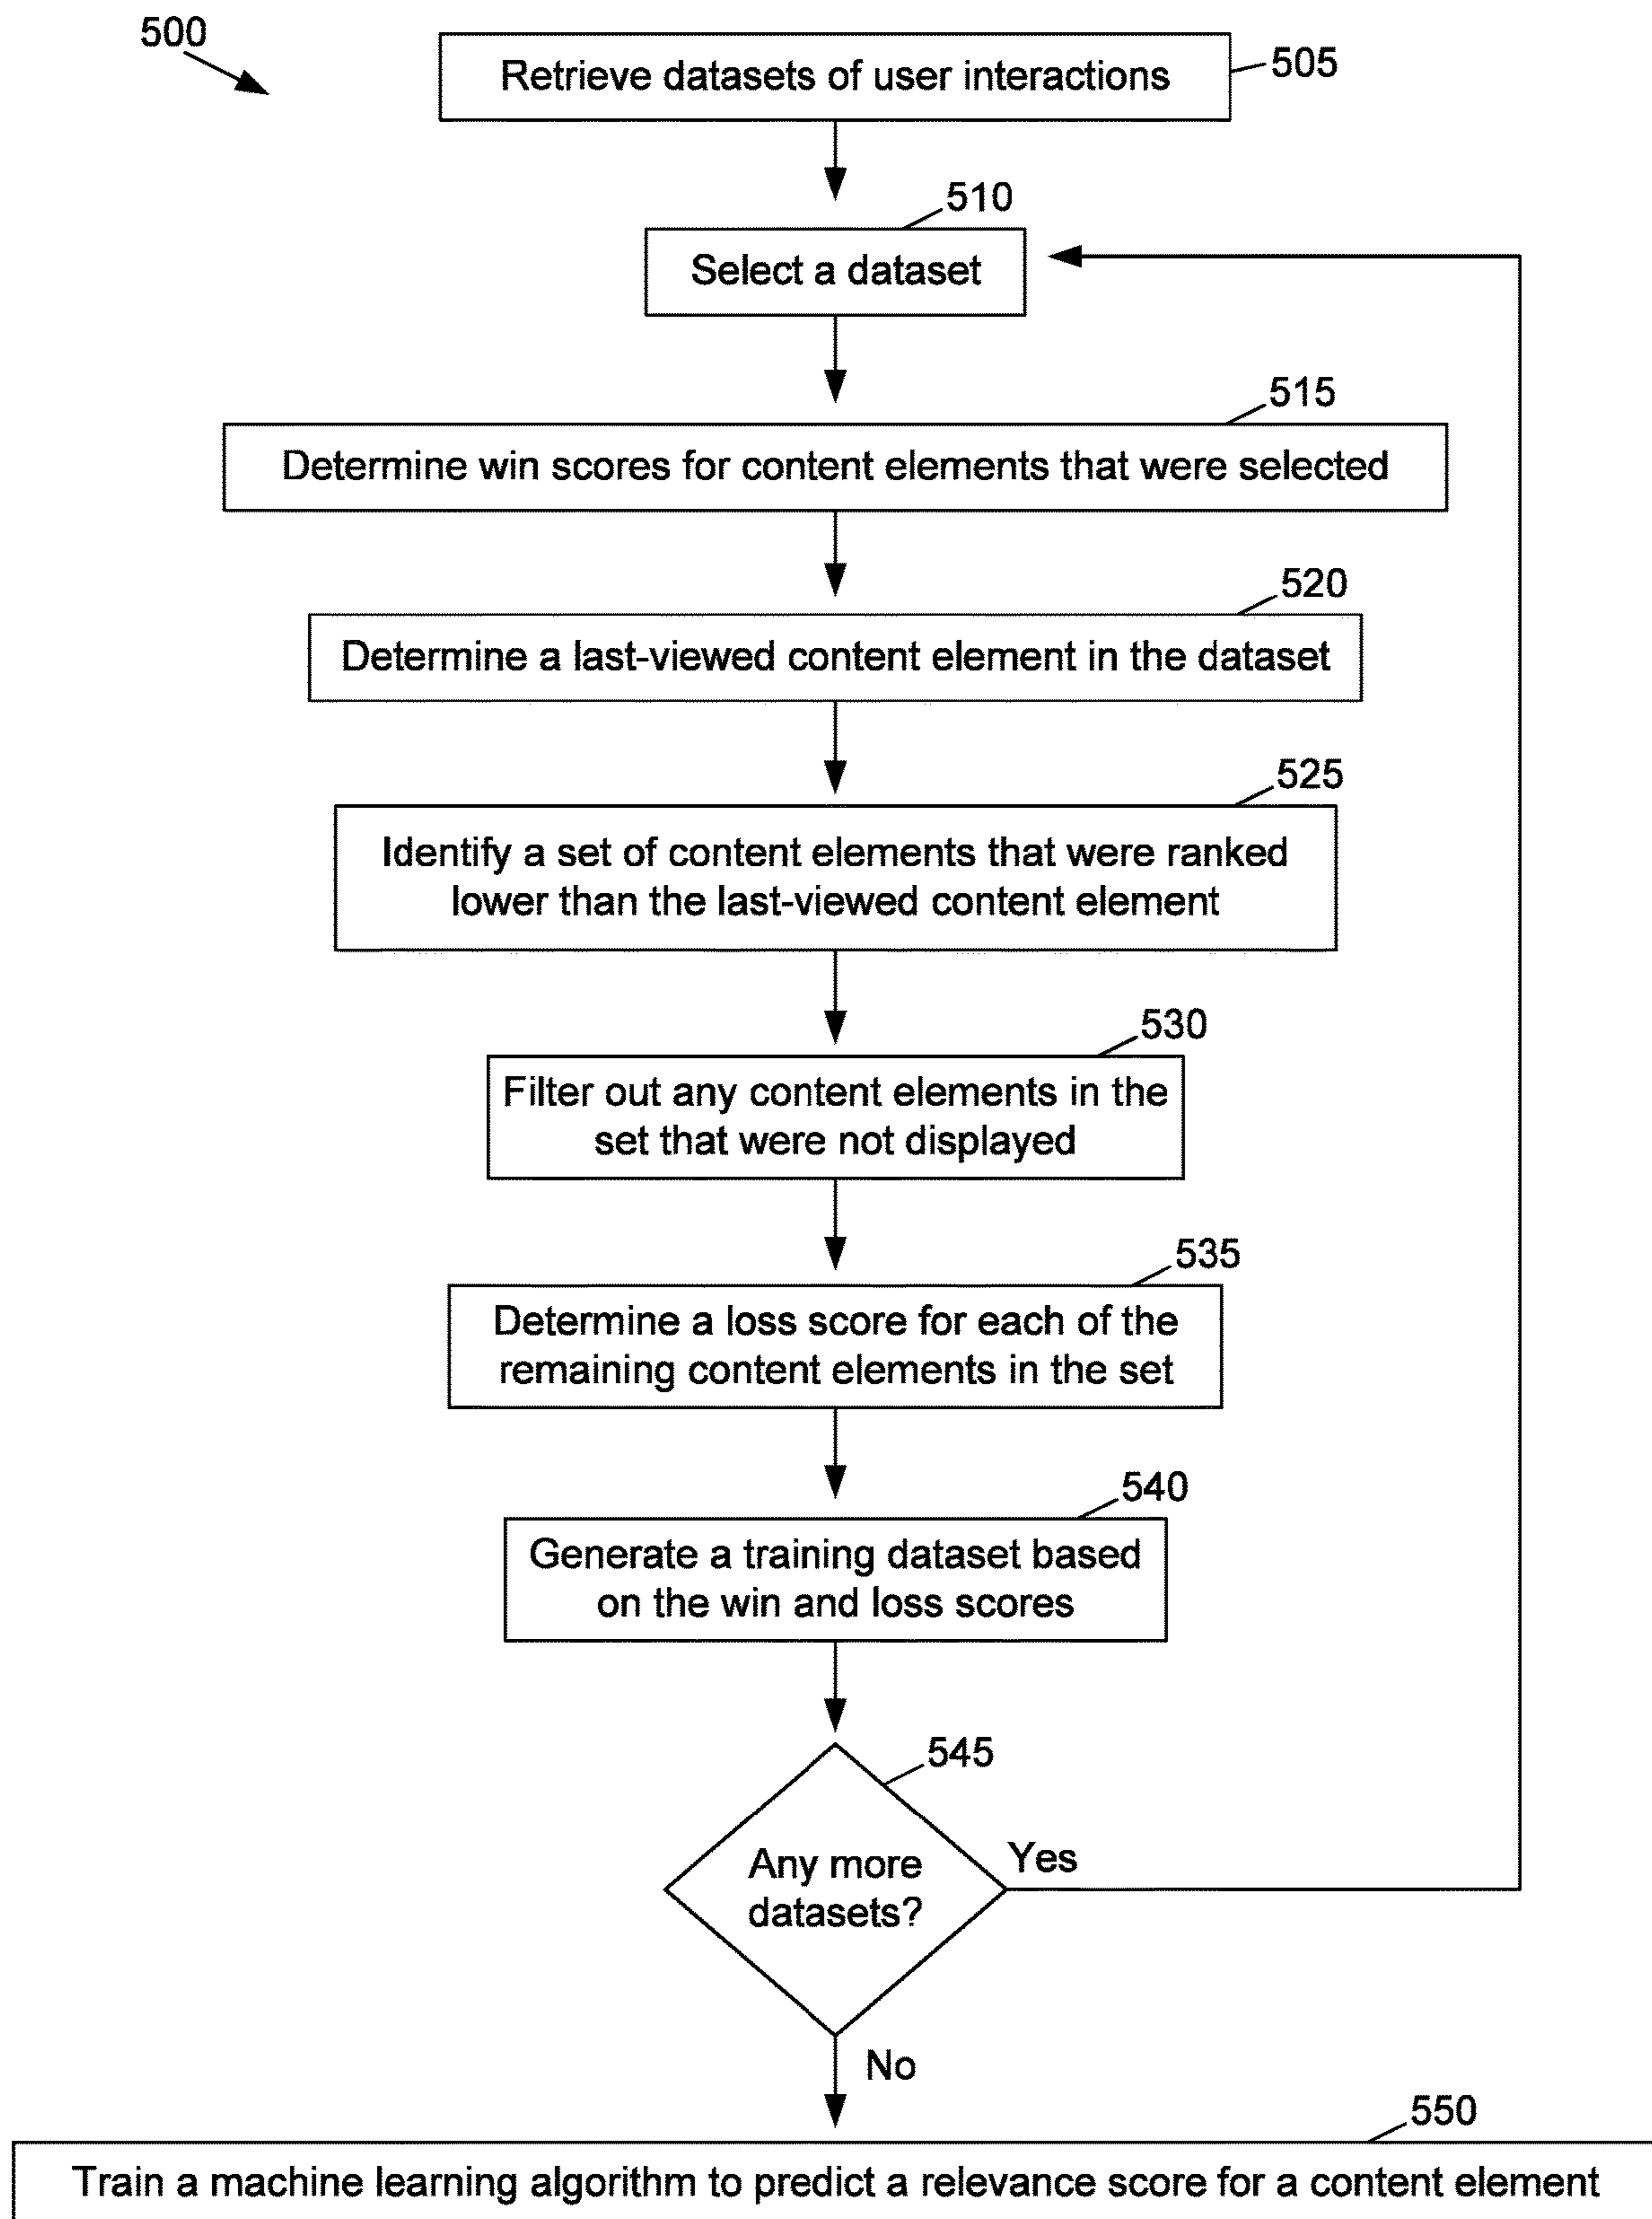 500
Retrieve datasets of user interactions
505
510
Select a dataset
515
Determine win scores for content elements that were selected
520
Determine a last-viewed content element in the dataset
525
Identify a set of content elements that were ranked
lower than the last-viewed content element
530
Filter out any content elements in the
set that were not displayed
535
Determine a loss score for each of the
remaining content elements in the set
540
Generate a training dataset based
on the win and loss scores
545
Any more
datasets?
Yes
No
550
Train a machine learning algorithm to predict a relevance score for a content element